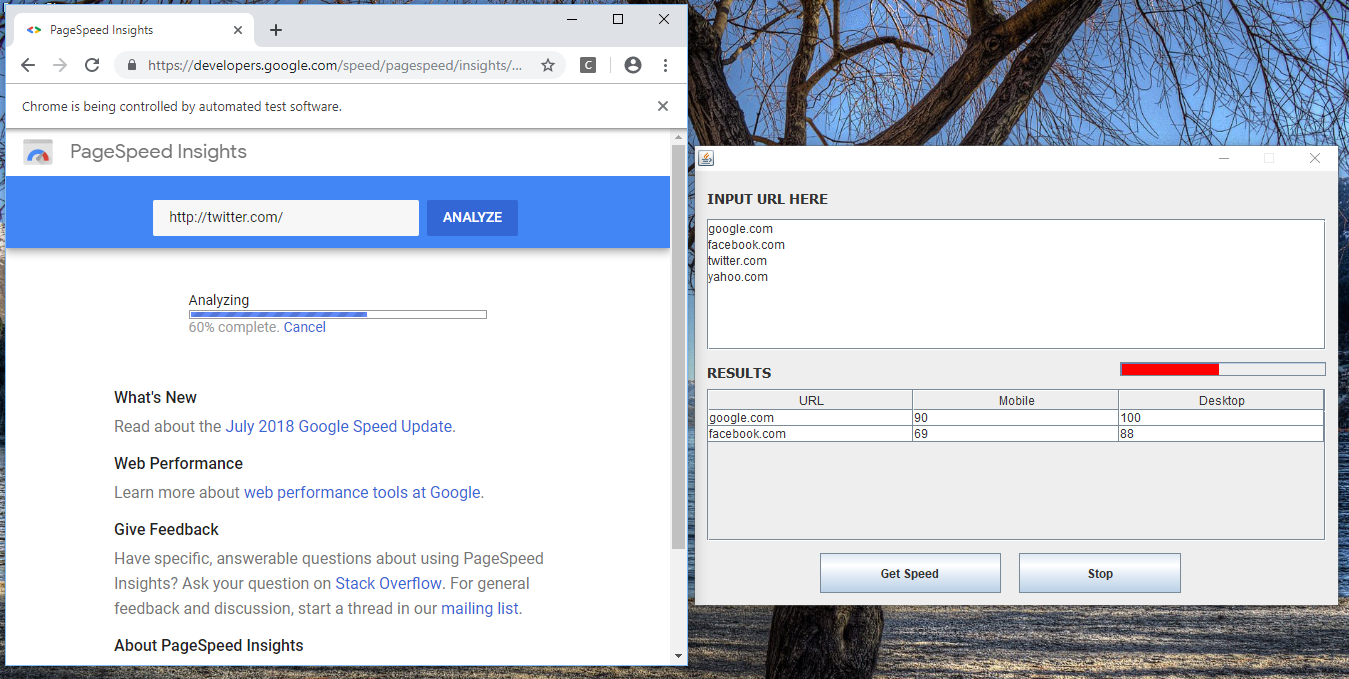 PageSpeed Insights
https://developers.google.com/speed/pagespeed/insights/...
C
Chrome is being controlled by automated test software.
PageSpeed Insights
http://twitter.com/
ANALYZE
Analyzing
60% complete. Cancel
What's New
Read about the July 2018 Google Speed Update.
Web Performance
Learn more about web performance tools at Google.
Give Feedback
Have specific, answerable questions about using PageSpeed
Insights? Ask your question on Stack Overflow. For general
feedback and discussion, start a thread in our mailing list.
About PageSpeed Insights
INPUT URL HERE
google.com
facebook.com
twitter.com
yahoo.com
RESULTS
URL Mobile Desktop
google.com 90 100
facebook.com 69 88
Get Speed Stop